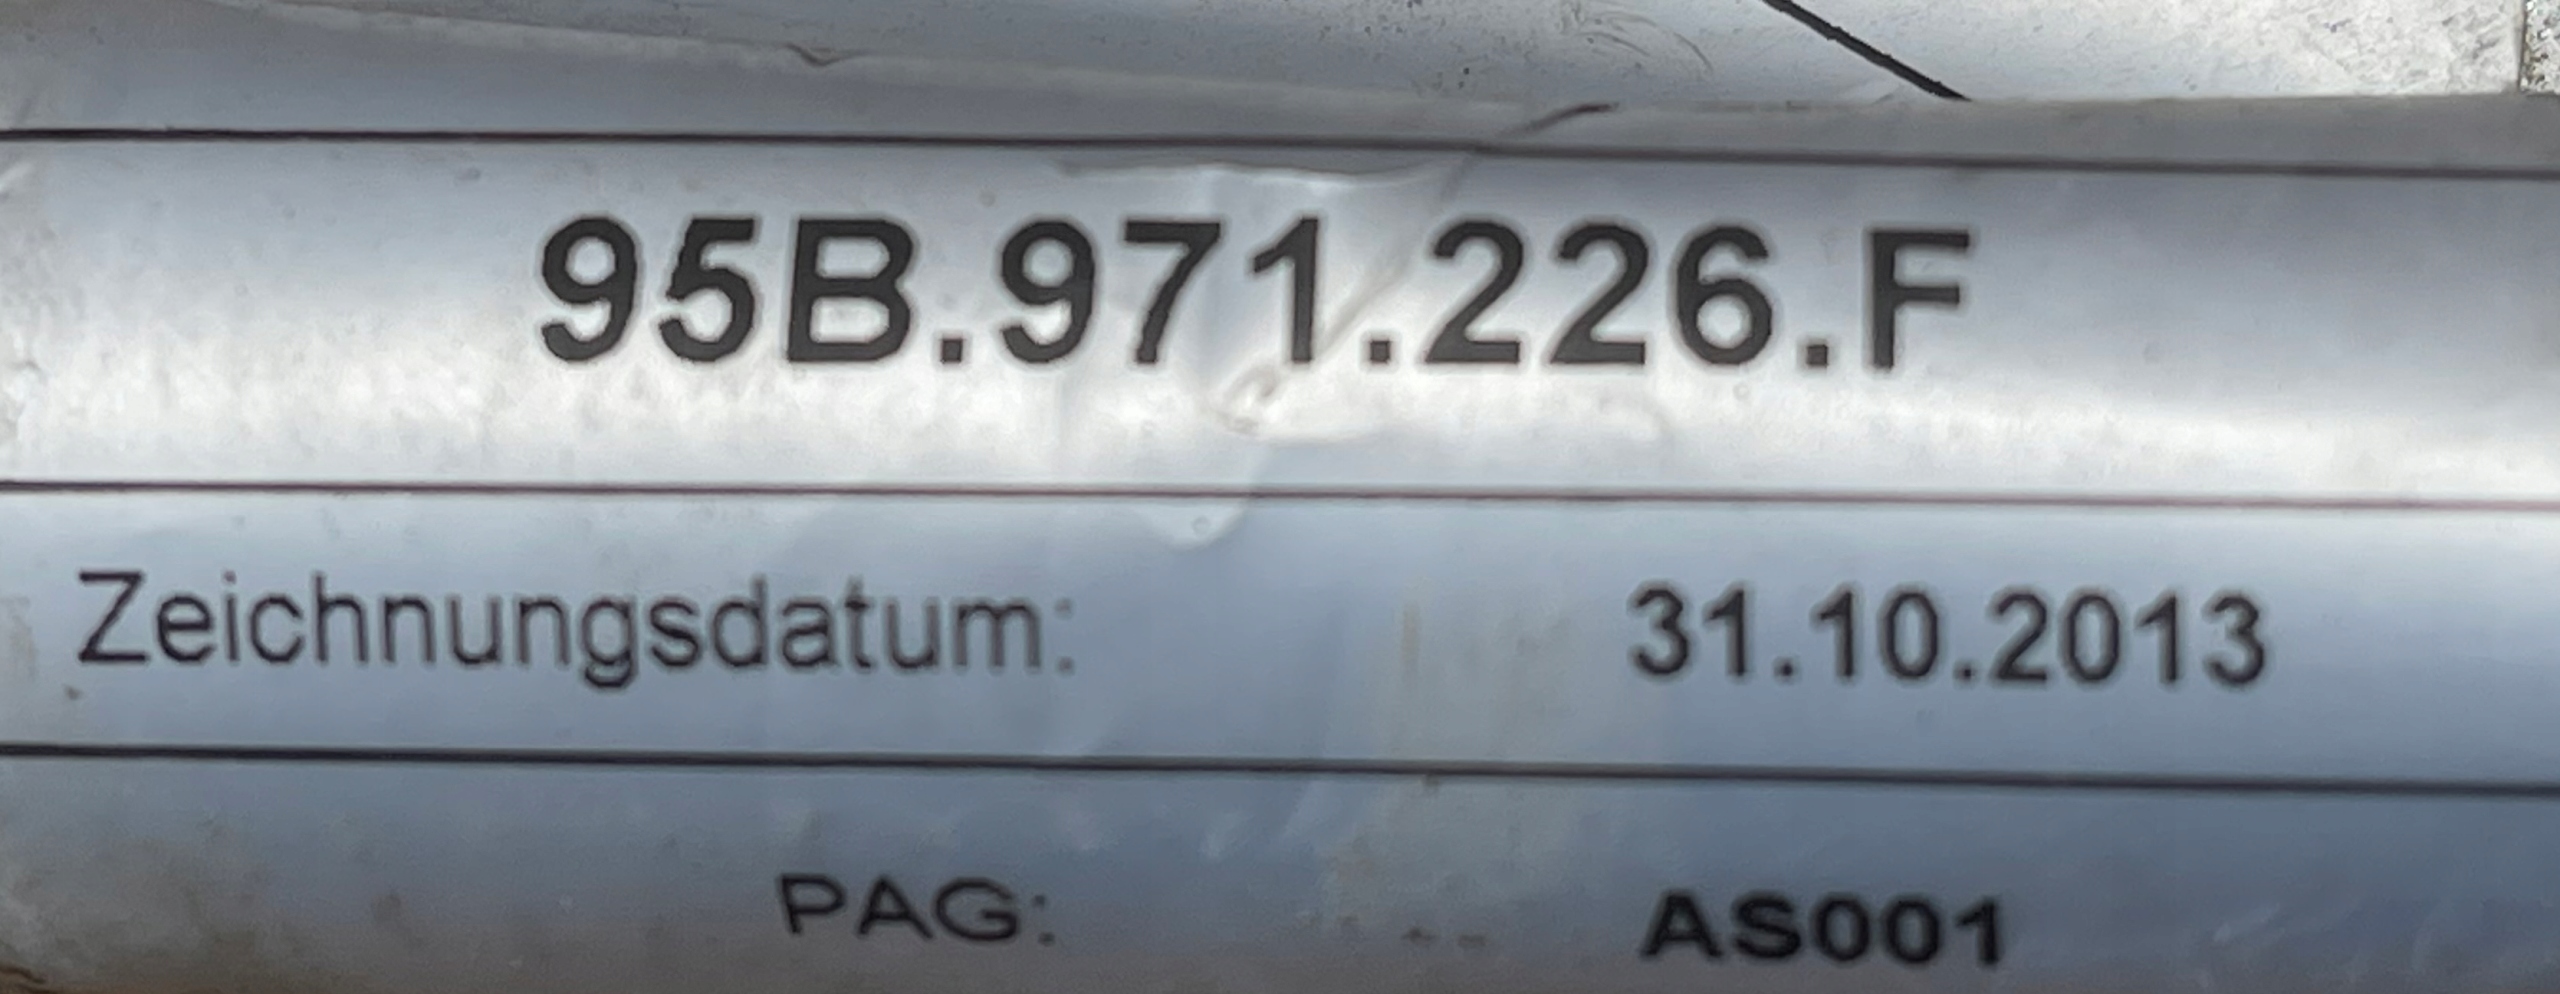 95B.971.226.F
Zeichnungsdatum: 31.10.2013
PAG: AS001